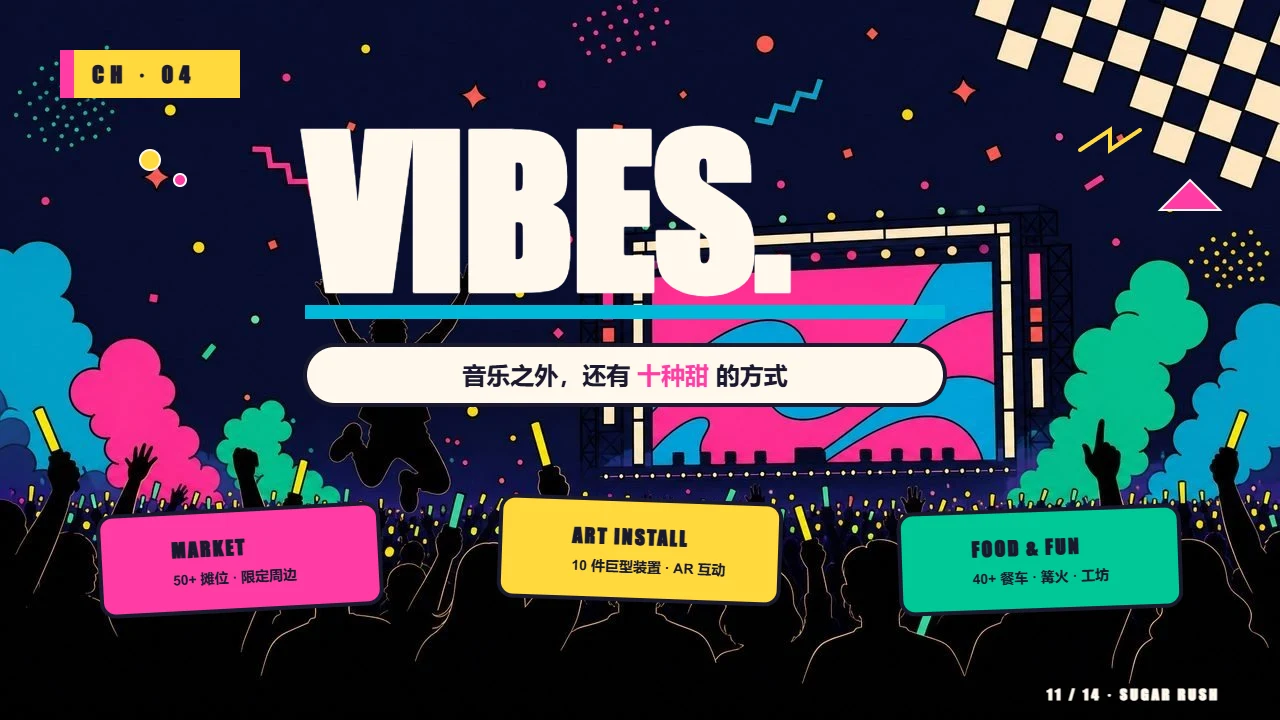 CH · 04
VIBES.
音乐之外，还有 十种甜 的方式
MARKET
50+ 摊位 · 限定周边
ART INSTALL
10 件巨型装置 · AR 互动
FOOD & FUN
40+ 餐车 · 篝火 · 工坊
11 / 14 · SUGAR RUSH